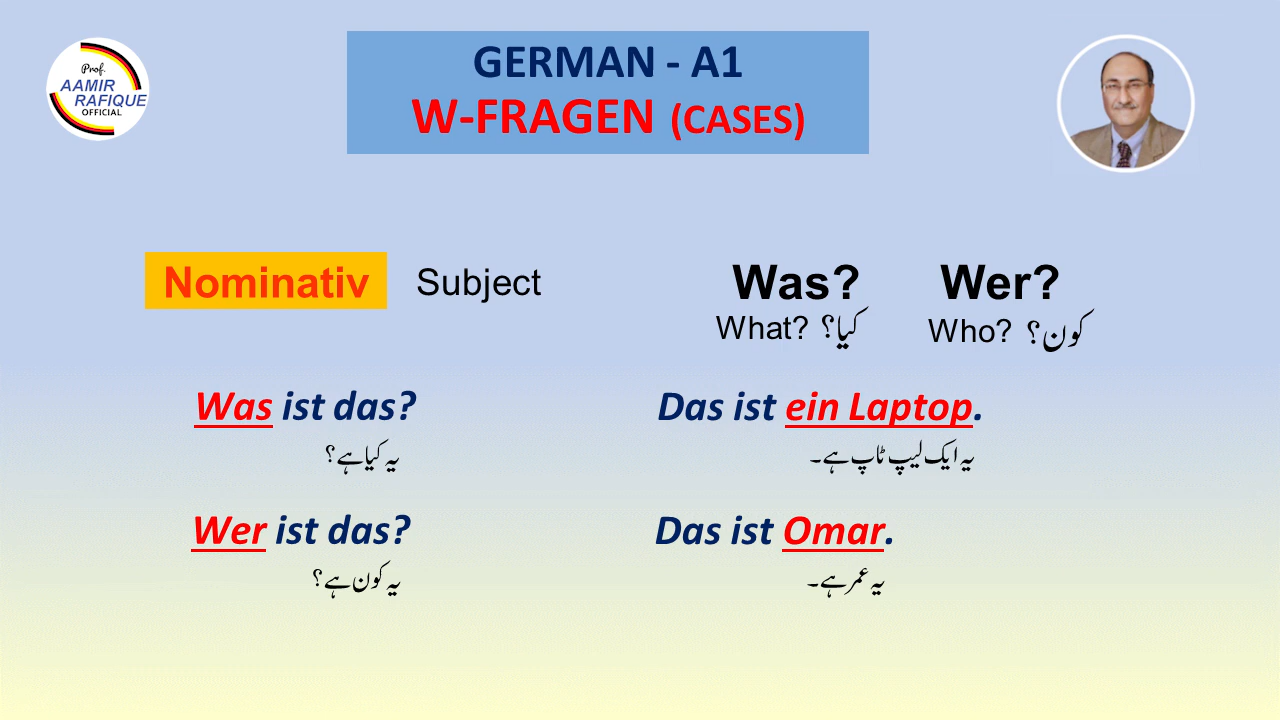 Prof.
AAMIR
RAFIQUE
OFFICIAL
GERMAN - A1
W-FRAGEN (CASES)
Nominativ Subject Was? Wer?
What? کیا؟ Who? کون؟
Was ist das? Das ist ein Laptop.
یہ کیا ہے؟ یہ ایک لیپ ٹاپ ہے۔
Wer ist das? Das ist Omar.
یہ کون ہے؟ یہ عمر ہے۔